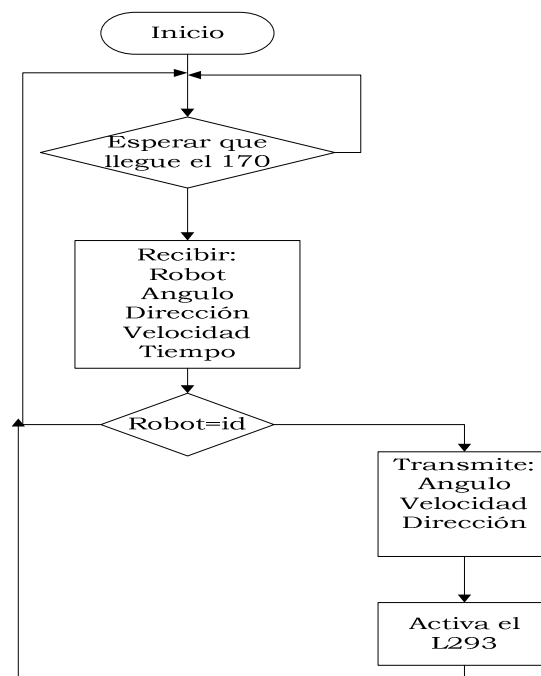 Inicio
Esperar que
llegue el 170
Recibir:
Robot
Angulo
Dirección
Velocidad
Tiempo
Robot=id
Transmite:
Angulo
Velocidad
Dirección
Activa el
L293